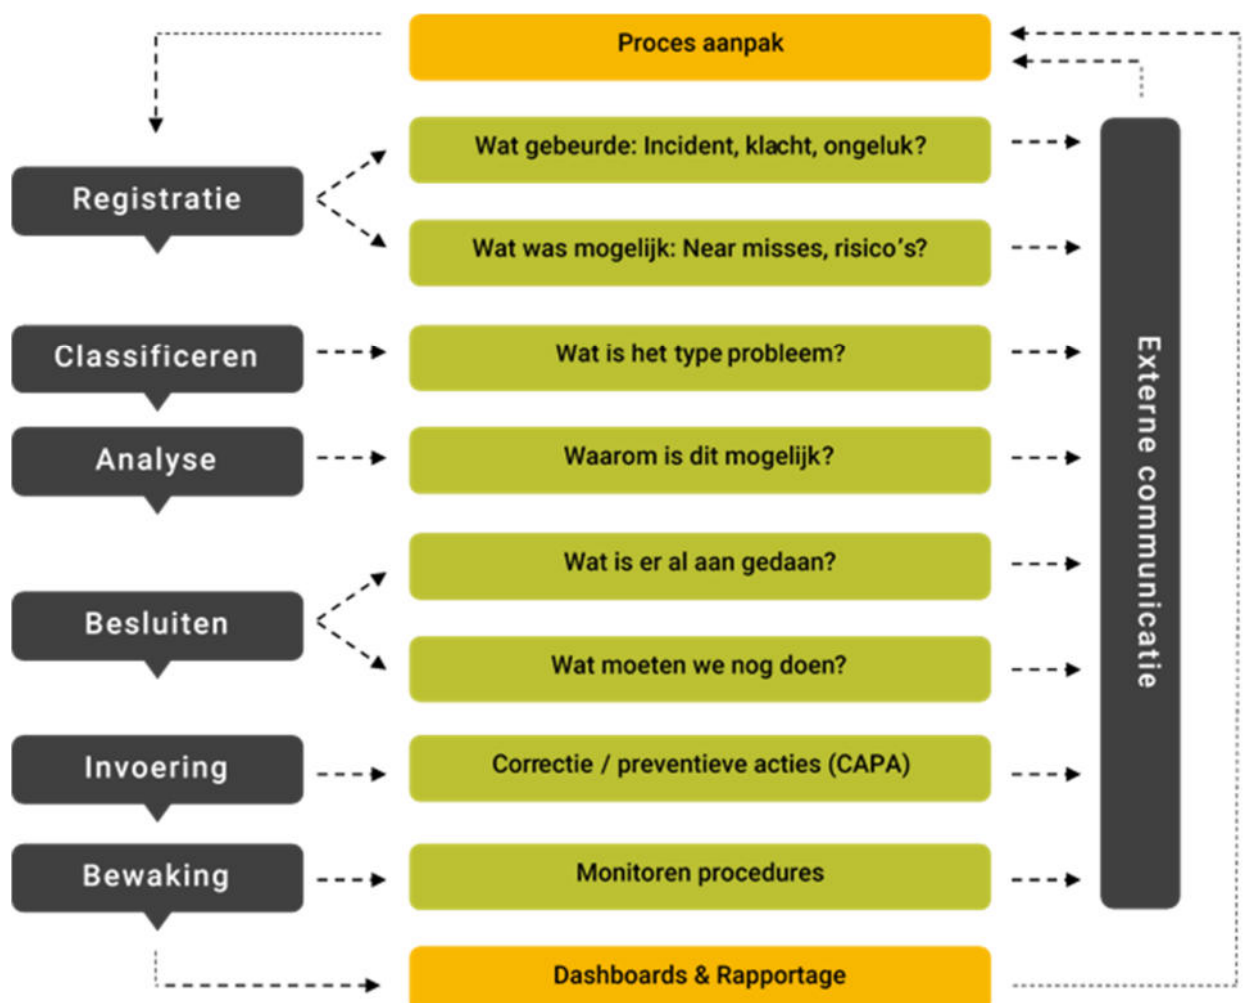 Proces aanpak
Registratie
Wat gebeurde: Incident, klacht, ongeluk?
Wat was mogelijk: Near misses, risico's?
Classificeren
Wat is het type probleem?
Analyse
Waarom is dit mogelijk?
Besluiten
Wat is er al aan gedaan?
Wat moeten we nog doen?
Invoering
Correctie / preventieve acties (CAPA)
Bewaking
Monitoren procedures
Dashboards & Rapportage
Externe communicatie